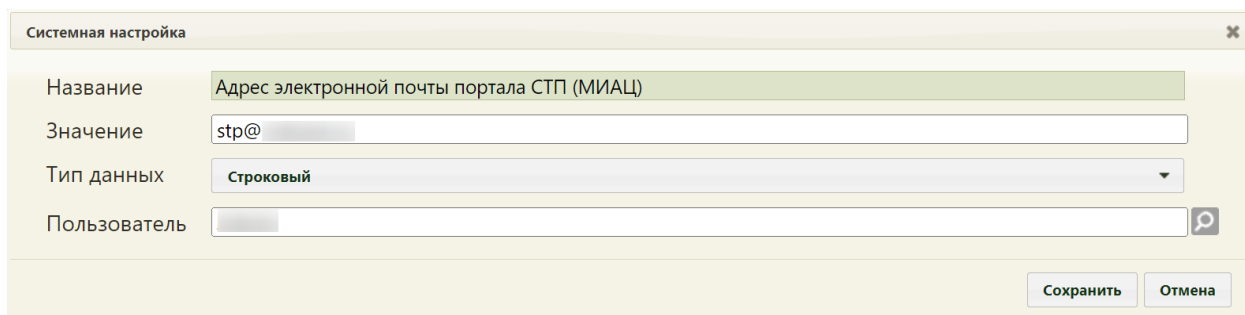 Системная настройка
Название Адрес электронной почты портала СТП (МИАЦ)
Значение stp@
Тип данных Строковый
Пользователь
Сохранить Отмена